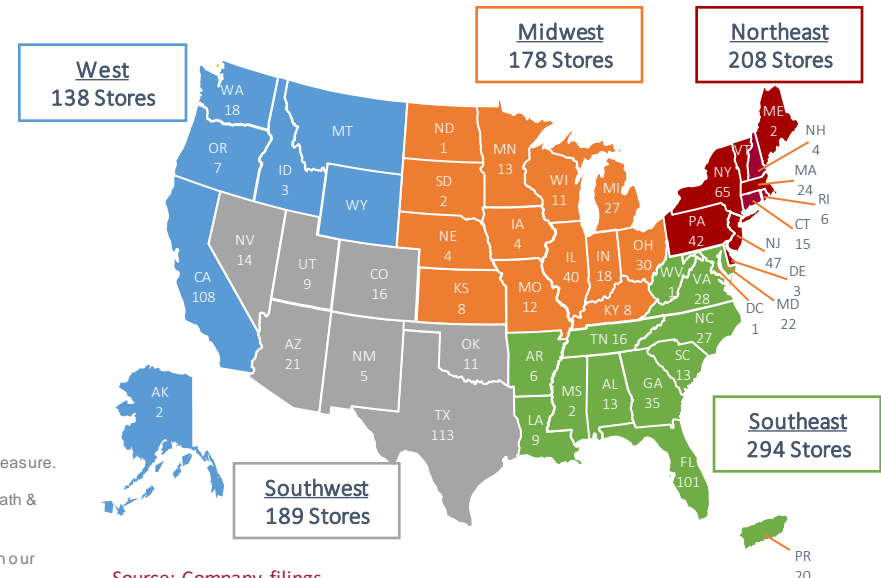 Midwest
178 Stores
Northeast
208 Stores
West
138 Stores
WA
18
OR
7
ID
3
MT
WY
CA
108
NV
14
UT
9
CO
16
AZ
21
NM
5
ND
1
SD
2
NE
4
KS
8
MN
13
IA
4
MO
12
WI
11
IL
40
MI
27
IN
18
OH
30
KY 8
OK
11
TX
113
AR
6
LA
9
TN 16
MS
2
AL
13
GA
35
FL
101
SC
13
NC
27
VA
28
WV
1
PA
42
NY
65
VT
ME
2
NH
4
MA
24
RI
6
CT
15
NJ
47
DE
3
MD
22
DC
1
AK
2
Southeast
294 Stores
Southwest
189 Stores
PR
20
easure.
ath &
n our
Source: Company filings